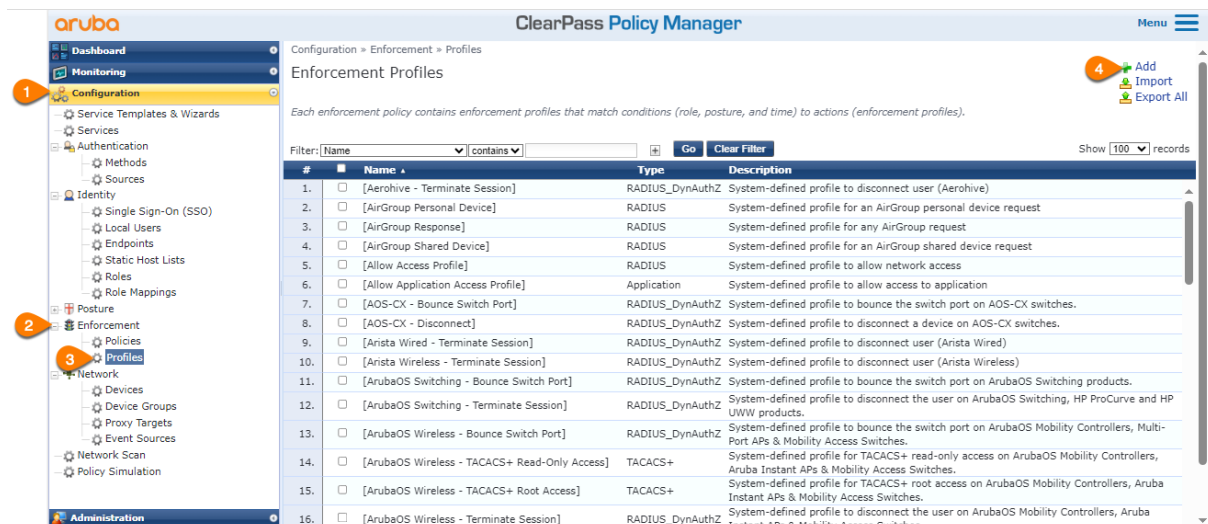 aruba
ClearPass Policy Manager
Menu
Dashboard
Monitoring
1
Configuration
Service Templates & Wizards
Services
Authentication
Methods
Sources
Identity
Single Sign-On (SSO)
Local Users
Endpoints
Static Host Lists
Roles
Role Mappings
Posture
2
Enforcement
Policies
3
Profiles
Network
Devices
Device Groups
Proxy Targets
Event Sources
Network Scan
Policy Simulation
Administration
Configuration » Enforcement » Profiles
Enforcement Profiles
4
Add
Import
Export All
Each enforcement policy contains enforcement profiles that match conditions (role, posture, and time) to actions (enforcement profiles).
Filter: Name contains + Go Clear Filter Show 100 records
# Name Type Description
1. [Aerohive - Terminate Session] RADIUS_DynAuthZ System-defined profile to disconnect user (Aerohive)
2. [AirGroup Personal Device] RADIUS System-defined profile for an AirGroup personal device request
3. [AirGroup Response] RADIUS System-defined profile for any AirGroup request
4. [AirGroup Shared Device] RADIUS System-defined profile for an AirGroup shared device request
5. [Allow Access Profile] RADIUS System-defined profile to allow network access
6. [Allow Application Access Profile] Application System-defined profile to allow access to application
7. [AOS-CX - Bounce Switch Port] RADIUS_DynAuthZ System-defined profile to bounce the switch port on AOS-CX switches.
8. [AOS-CX - Disconnect] RADIUS_DynAuthZ System-defined profile to disconnect a device on AOS-CX switches.
9. [Arista Wired - Terminate Session] RADIUS_DynAuthZ System-defined profile to disconnect user (Arista Wired)
10. [Arista Wireless - Terminate Session] RADIUS_DynAuthZ System-defined profile to disconnect user (Arista Wireless)
11. [ArubaOS Switching - Bounce Switch Port] RADIUS_DynAuthZ System-defined profile to bounce the switch port on ArubaOS Switching products.
12. [ArubaOS Switching - Terminate Session] RADIUS_DynAuthZ System-defined profile to disconnect the user on ArubaOS Switching, HP ProCurve and HP
UWW products.
13. [ArubaOS Wireless - Bounce Switch Port] RADIUS_DynAuthZ System-defined profile to bounce the switch port on ArubaOS Mobility Controllers, Multi-
Port APs & Mobility Access Switches.
14. [ArubaOS Wireless - TACACS+ Read-Only Access] TACACS+ System-defined profile for TACACS+ read-only access on ArubaOS Mobility Controllers,
Aruba Instant APs & Mobility Access Switches.
15. [ArubaOS Wireless - TACACS+ Root Access] TACACS+ System-defined profile for TACACS+ root access on ArubaOS Mobility Controllers, Aruba
Instant APs & Mobility Access Switches.
16. [ArubaOS Wireless - Terminate Session] RADIUS_DynAuthZ System-defined profile to disconnect the user on ArubaOS Mobility Controllers, Aruba